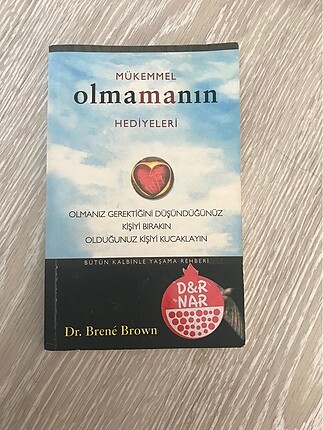 MÜKEMMEL
olmamanın
HEDİYELERİ
OLMANIZ GEREKTİĞİNİ DÜŞÜNDÜĞÜNÜZ
KİŞİYİ BIRAKIN
OLDUĞUNUZ KİŞİYİ KUCAKLAYIN
BÜTÜN KALBİNLE YAŞAMA REHBERİ
D&R
NAR
Dr. Brené Brown